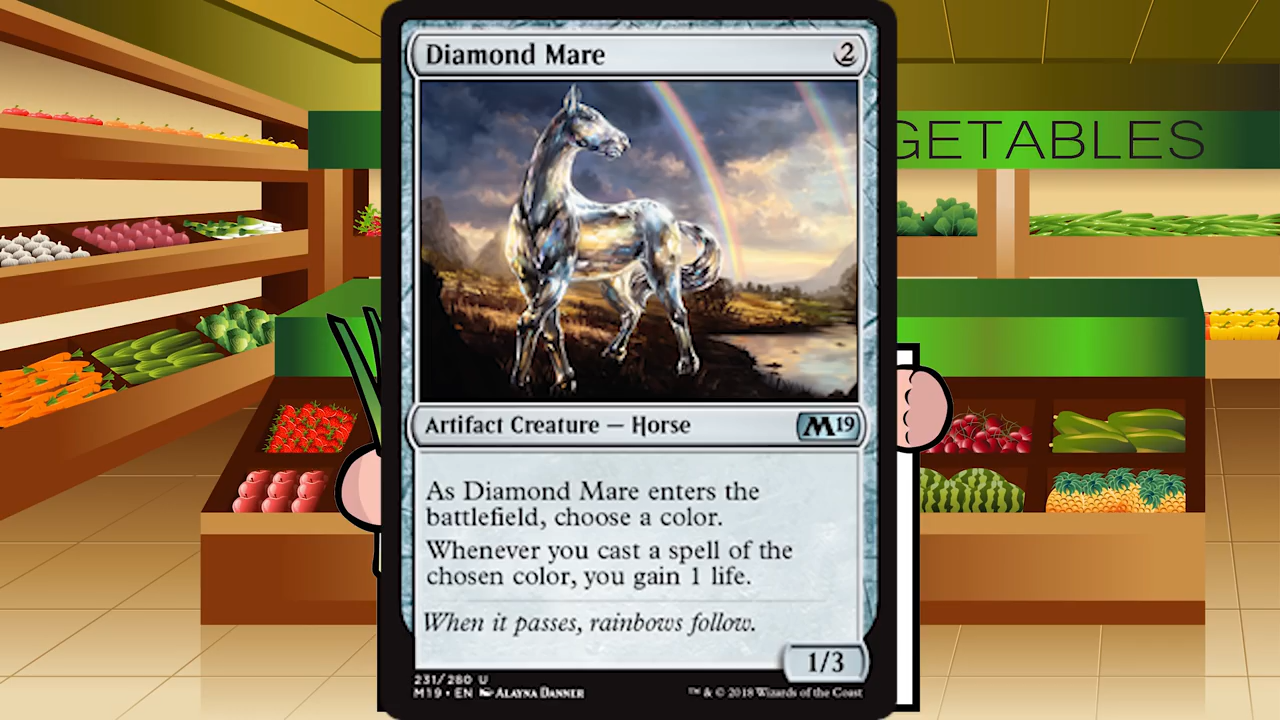 Diamond Mare 2
GETABLES
Artifact Creature — Horse M19
As Diamond Mare enters the
battlefield, choose a color.
Whenever you cast a spell of the
chosen color, you gain 1 life.
When it passes, rainbows follow.
1/3
231/280 U
M19 • EN Alayna Danner
™ & © 2018 Wizards of the Coast